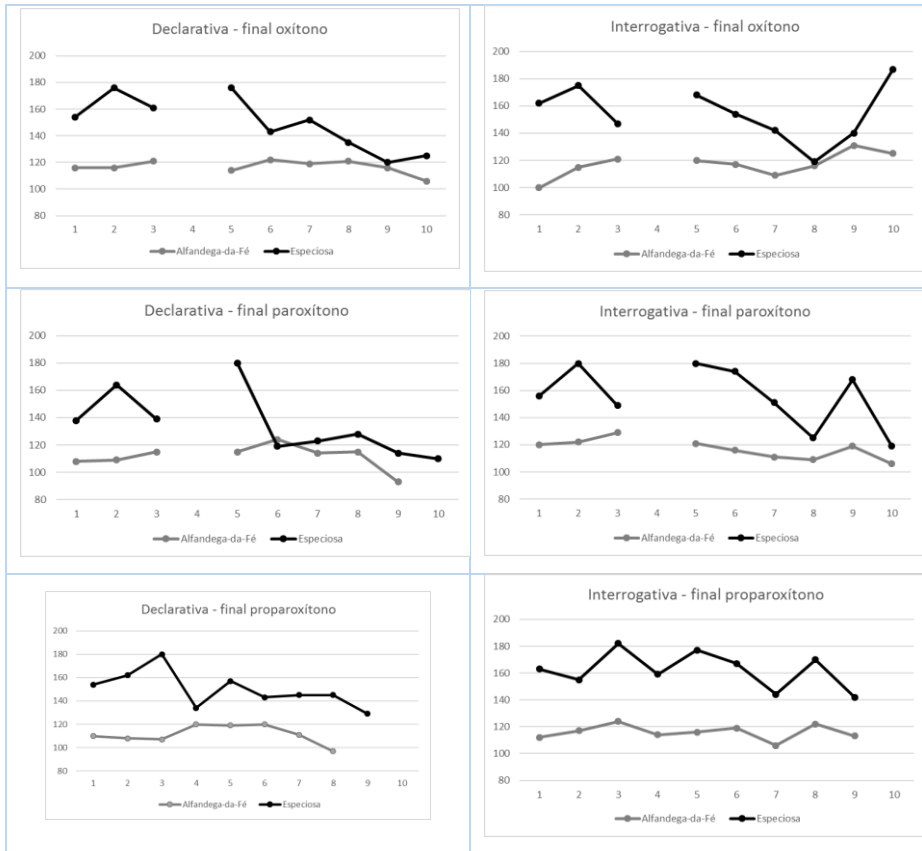 Declarativa - final oxítono
200
180
160
140
120
100
80
1 2 3 4 5 6 7 8 9 10
Alfandega-da-Fé Especiosa
Interrogativa - final oxítono
200
180
160
140
120
100
80
1 2 3 4 5 6 7 8 9 10
Alfandega-da-Fé Especiosa
Declarativa - final paroxítono
200
180
160
140
120
100
80
1 2 3 4 5 6 7 8 9 10
Alfandega-da-Fé Especiosa
Interrogativa - final paroxítono
200
180
160
140
120
100
80
1 2 3 4 5 6 7 8 9 10
Alfandega-da-Fé Especiosa
Declarativa - final proparoxítono
200
180
160
140
120
100
80
1 2 3 4 5 6 7 8 9 10
Alfandega-da-Fé Especiosa
Interrogativa - final proparoxítono
200
180
160
140
120
100
80
1 2 3 4 5 6 7 8 9 10
Alfandega-da-Fé Especiosa